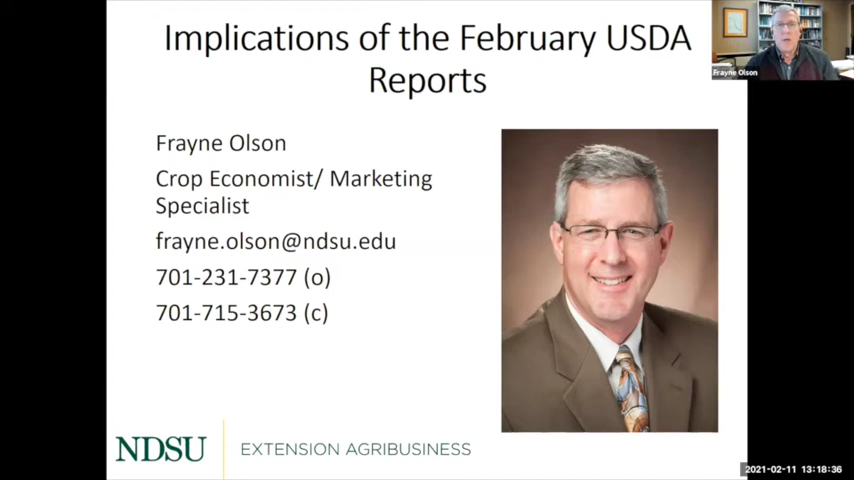 Implications of the February USDA
Reports
Frayne Olson
Frayne Olson
Crop Economist/ Marketing
Specialist
frayne.olson@ndsu.edu
701-231-7377 (o)
701-715-3673 (c)
NDSU
EXTENSION AGRIBUSINESS
2021-02-11 13:18:36